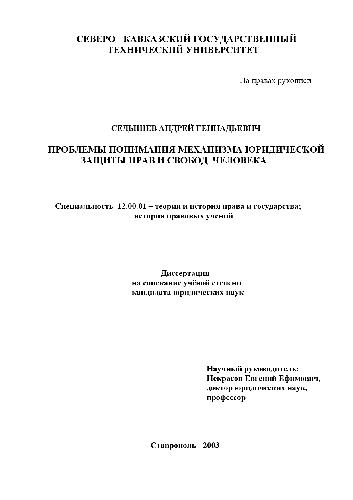 СЕВЕРО - КАВКАЗСКИЙ ГОСУДАРСТВЕННЫЙ
ТЕХНИЧЕСКИЙ УНИВЕРСИТЕТ
На правах рукописи
СЕЛЫШЕВ АНДРЕЙ ГЕННАДЬЕВИЧ
ПРОБЛЕМЫ ПОНИМАНИЯ МЕХАНИЗМА ЮРИДИЧЕСКОЙ
ЗАЩИТЫ ПРАВ И СВОБОД ЧЕЛОВЕКА
Специальность 12.00.01 – теория и история права и государства;
история правовых учений
Диссертация
на соискание учёной степени
кандидата юридических наук
Научный руководитель:
Некрасов Евгений Ефимович,
доктор юридических наук,
профессор
Ставрополь 2003